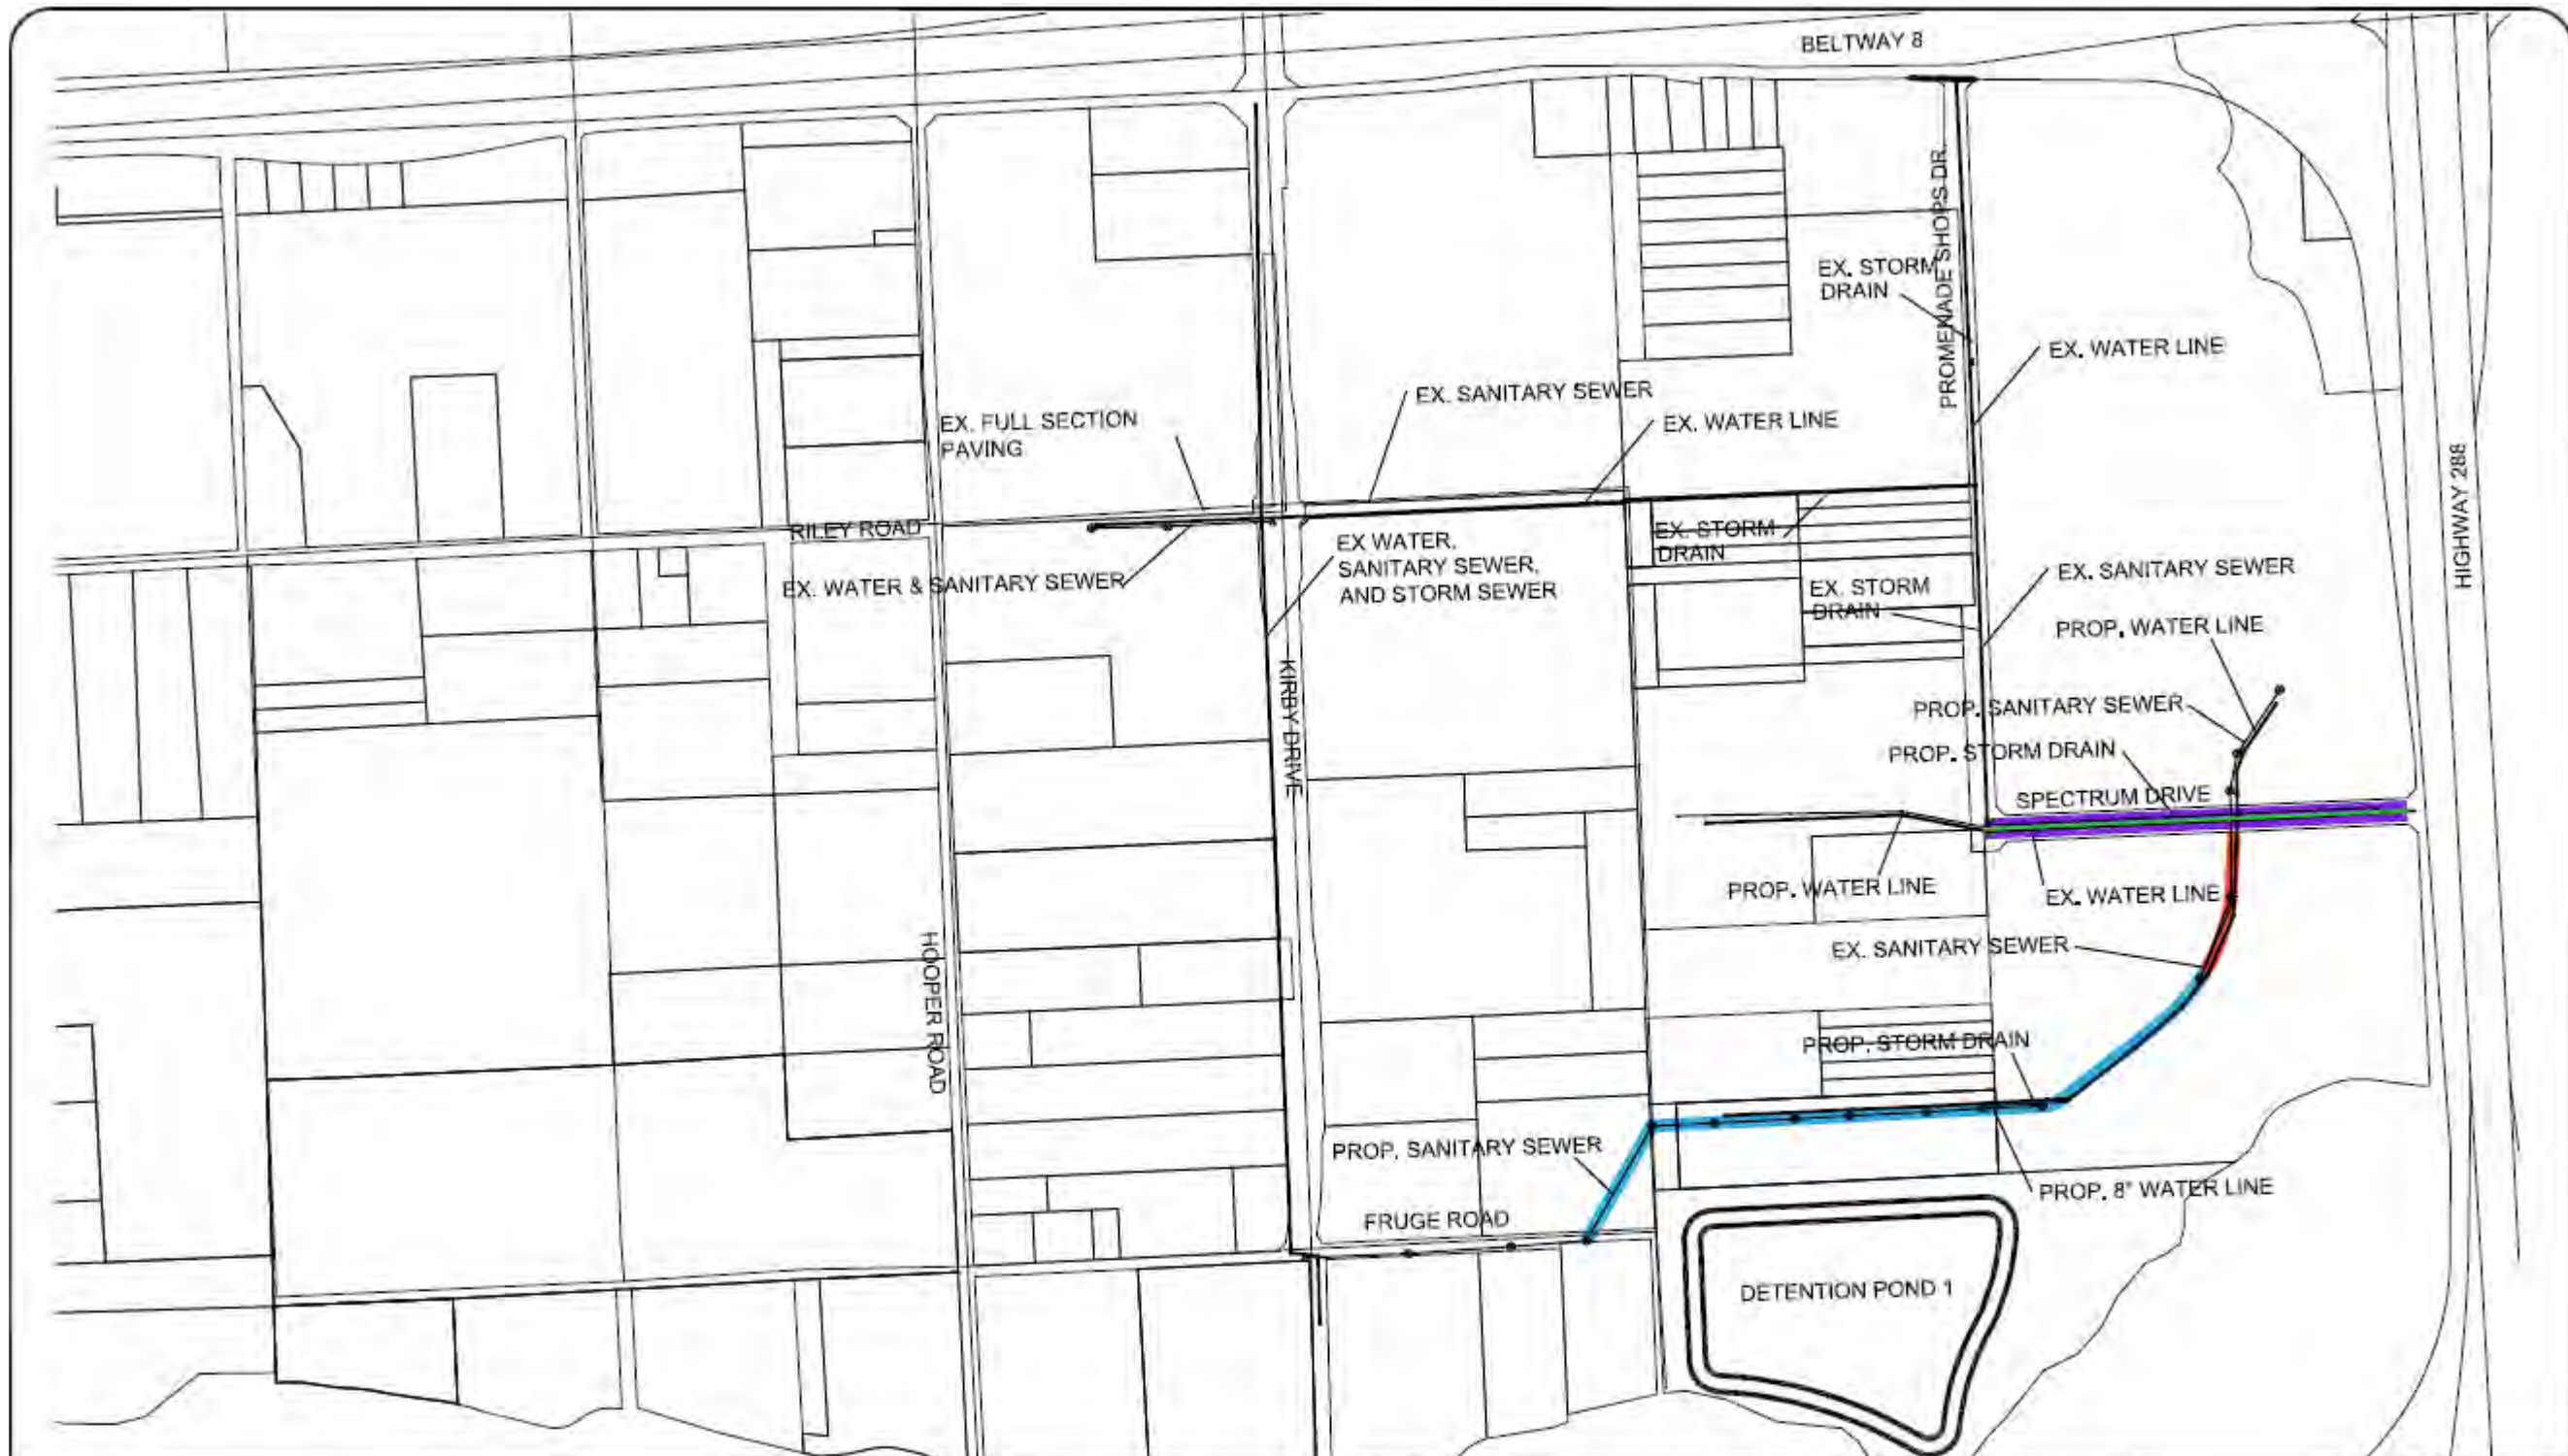 BELTWAY 8
PROMENADE SHOPS DR.
EX. STORM
DRAIN
EX. WATER LINE
EX. SANITARY SEWER
EX. WATER LINE
EX. FULL SECTION
PAVING
HIGHWAY 288
RILEY ROAD
EX. STORM
DRAIN
EX WATER,
SANITARY SEWER,
AND STORM SEWER
EX. WATER & SANITARY SEWER
EX. STORM
DRAIN
EX. SANITARY SEWER
PROP. WATER LINE
KIRBY DRIVE
PROP. SANITARY SEWER
PROP. STORM DRAIN
SPECTRUM DRIVE
PROP. WATER LINE
EX. WATER LINE
EX. SANITARY SEWER
HOOPER ROAD
PROP. STORM DRAIN
PROP. SANITARY SEWER
PROP. 8" WATER LINE
FRUGE ROAD
DETENTION POND 1